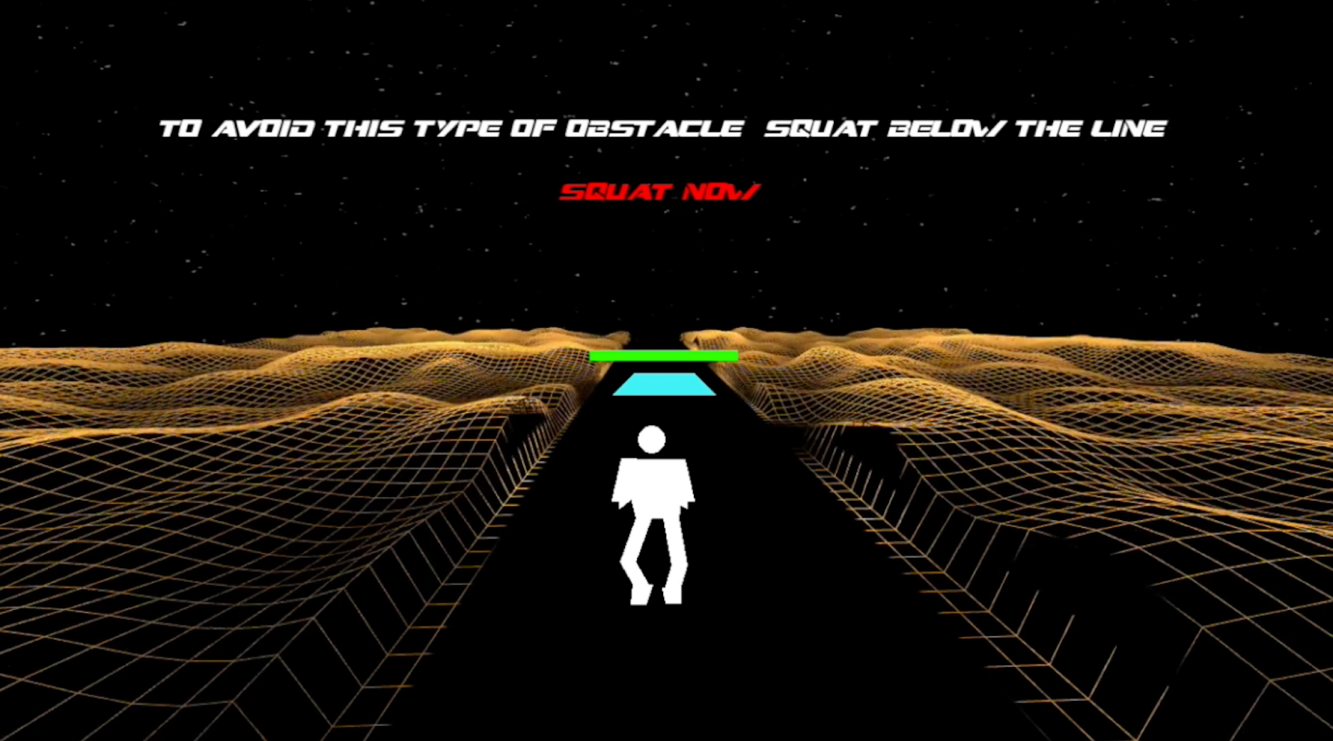 TO AVOID THIS TYPE OF OBSTACLE SQUAT BELOW THE LINE
SQUAT NOW